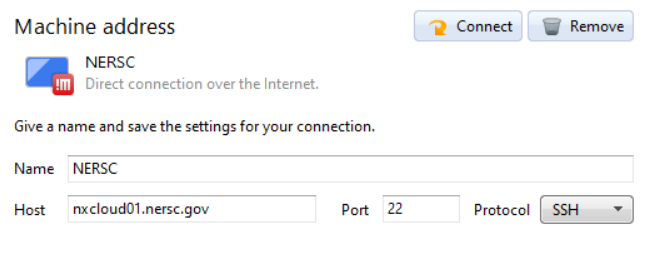 Machine address
Connect
Remove
NERSC
!M
Direct connection over the Internet.
Give a name and save the settings for your connection.
Name NERSC
Host nxcloud01.nersc.gov Port 22 Protocol SSH